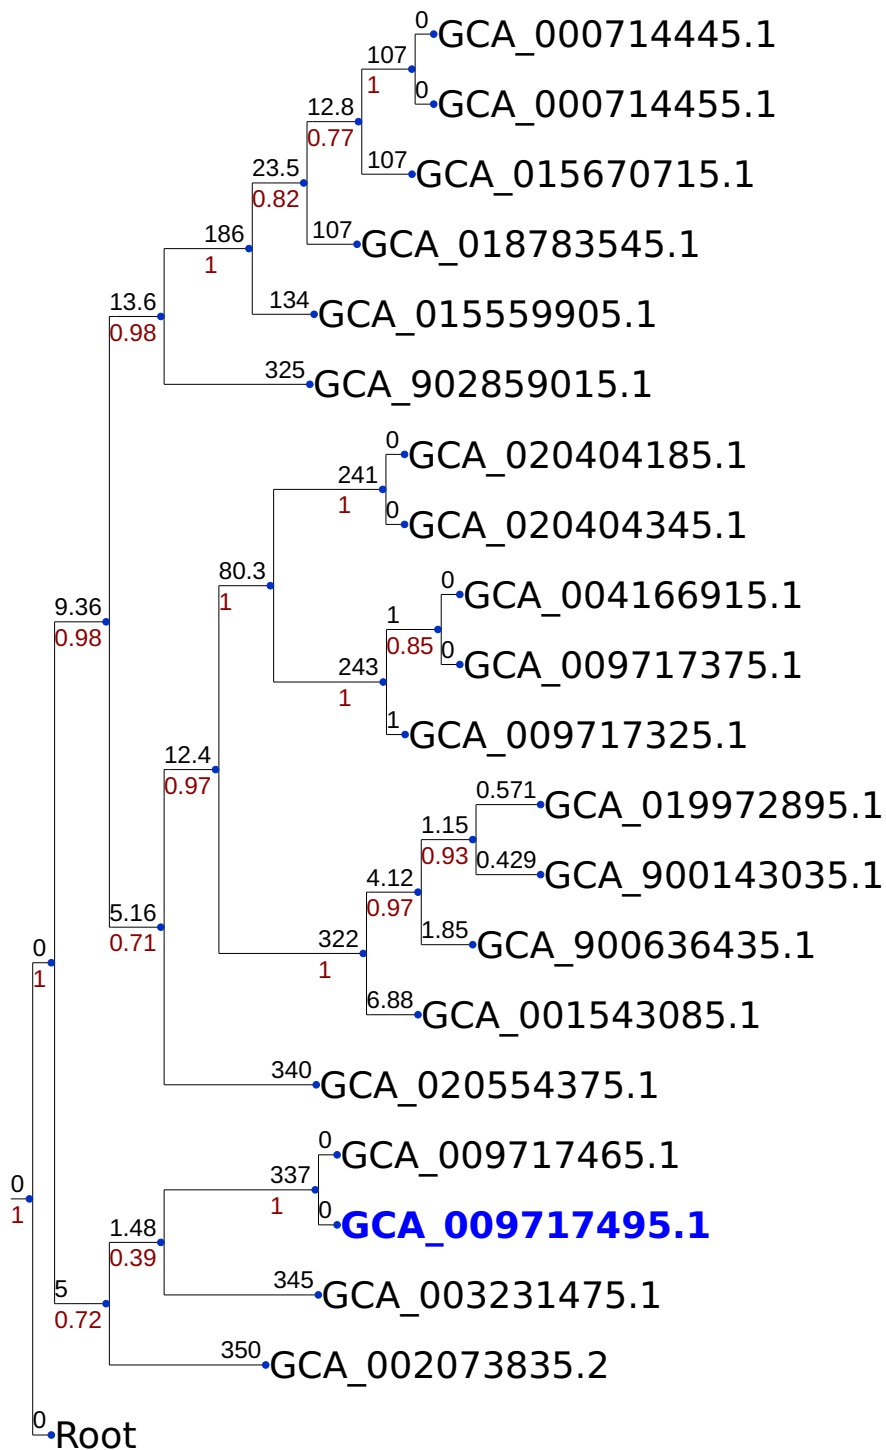 0
GCA_000714445.1
107
1
0
GCA_000714455.1
12.8
0.77
107
GCA_015670715.1
23.5
0.82
107
GCA_018783545.1
186
1
134
GCA_015559905.1
13.6
0.98
325
GCA_902859015.1
0
GCA_020404185.1
241
1
0
GCA_020404345.1
80.3
1
0
GCA_004166915.1
1
0.85
0
GCA_009717375.1
243
1
1
GCA_009717325.1
9.36
0.98
12.4
0.97
0.571
GCA_019972895.1
1.15
0.93
0.429
GCA_900143035.1
4.12
0.97
1.85
GCA_900636435.1
322
1
6.88
GCA_001543085.1
5.16
0.71
340
GCA_020554375.1
0
1
0
GCA_009717465.1
337
1
0
GCA_009717495.1
0
1
1.48
0.39
345
GCA_003231475.1
5
0.72
350
GCA_002073835.2
0
Root